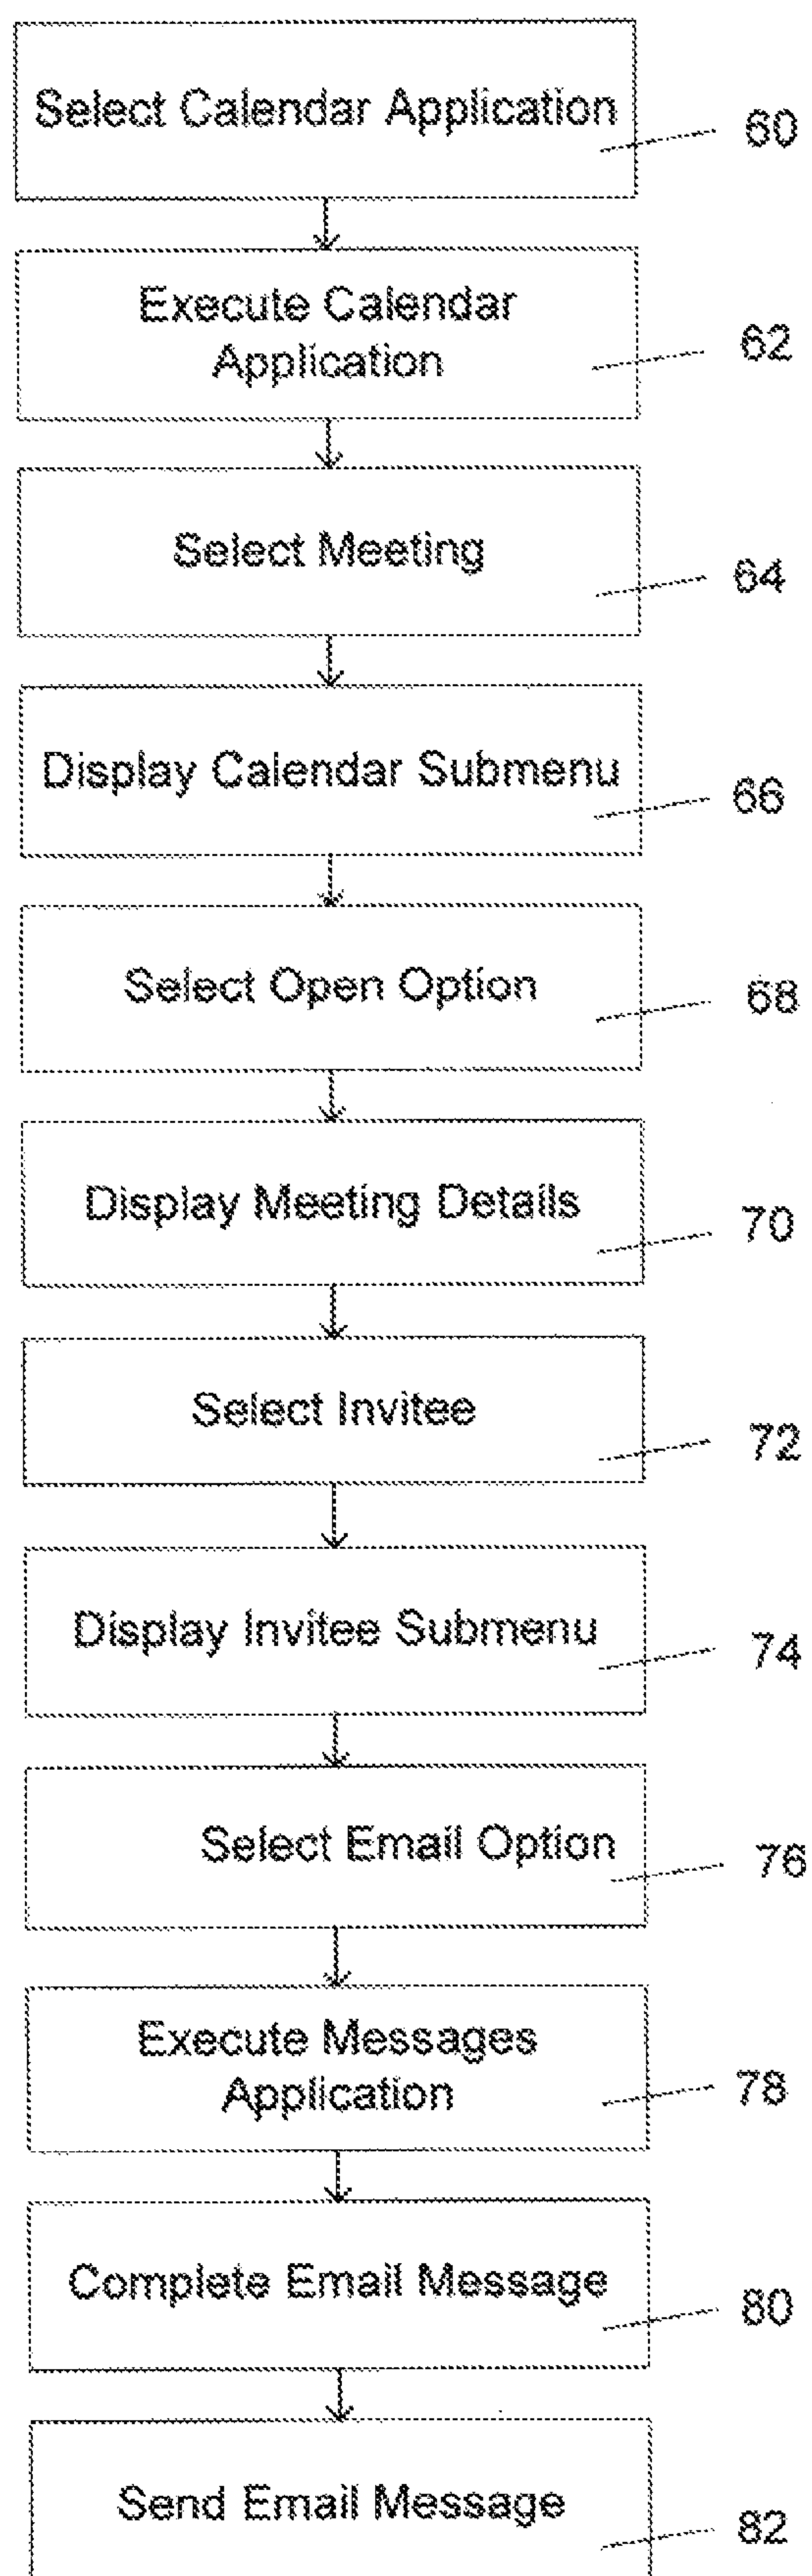 Select Calendar Application
60
Execute Calendar
Application
62
Select Meeting
64
Display Calendar Submenu
66
Select Open Option
68
Display Meeting Details
70
Select Invitee
72
Display Invitee Submenu
74
Select Email Option
76
Execute Messages
Application
78
Complete Email Message
80
Send Email Message
82